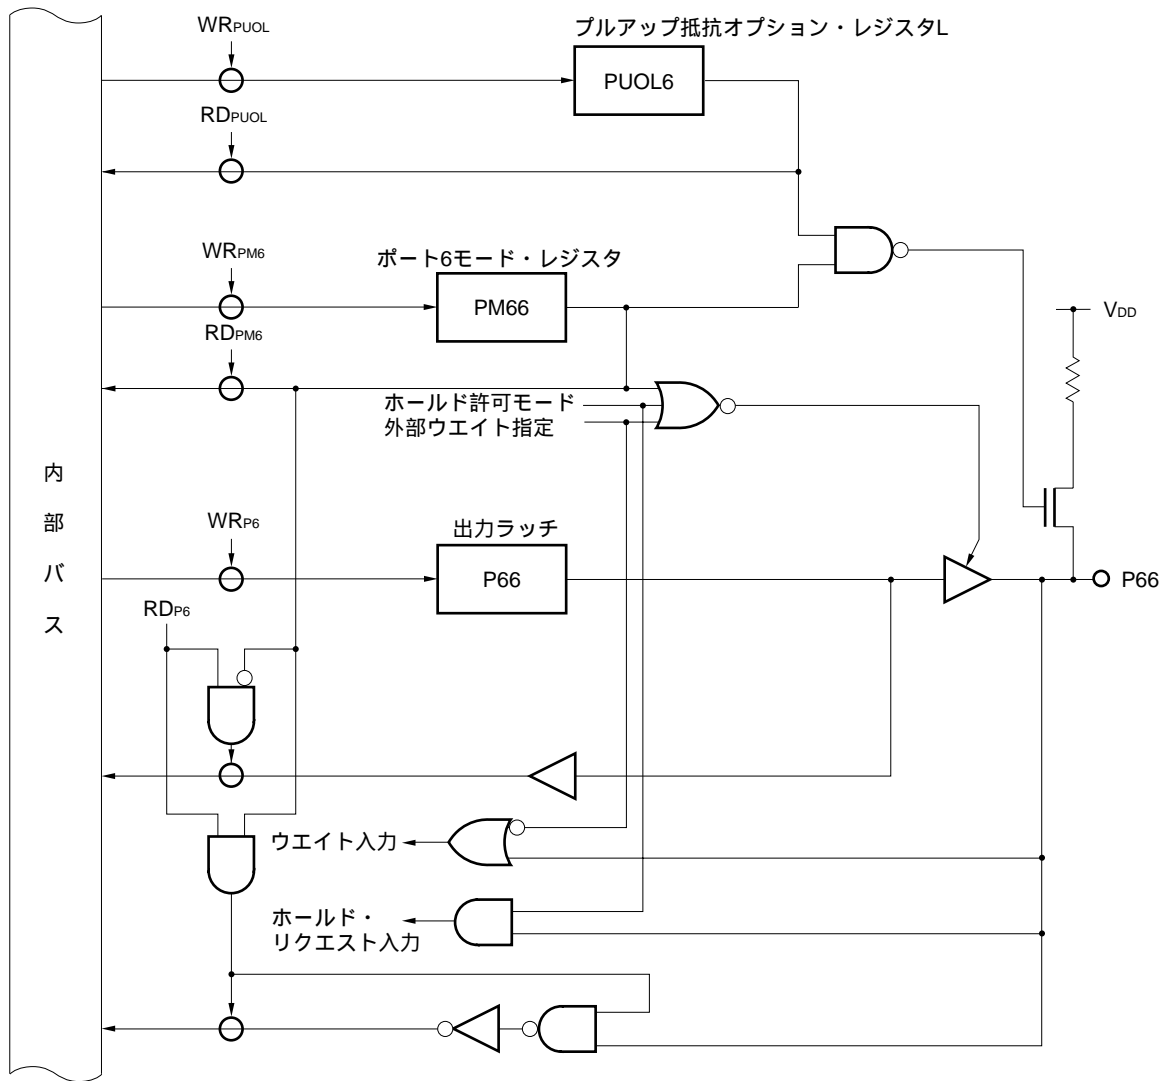 WRPUOL
プルアップ抵抗オプション・レジスタL
PUOL6
RDPUOL
WRPM6
ポート6モード・レジスタ
PM66
RDPM6
VDD
ホールド許可モード
外部ウエイト指定
内部バス
WRP6
出力ラッチ
P66
P66
RDP6
ウエイト入力
ホールド・
リクエスト入力